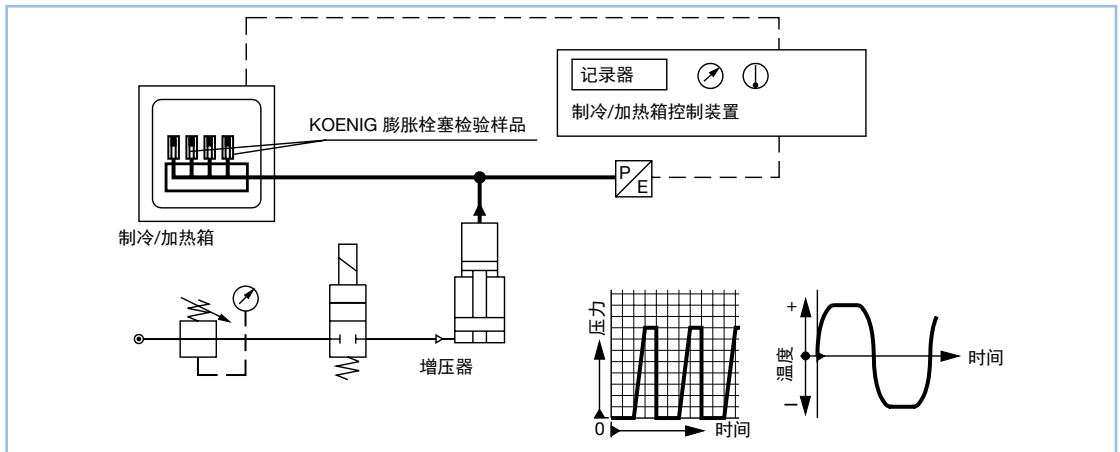 记录器
制冷/加热箱控制装置
KOENIG 膨胀栓塞检验样品
P
E
制冷/加热箱
增压器
压力
0
时间
+
温度
−
时间